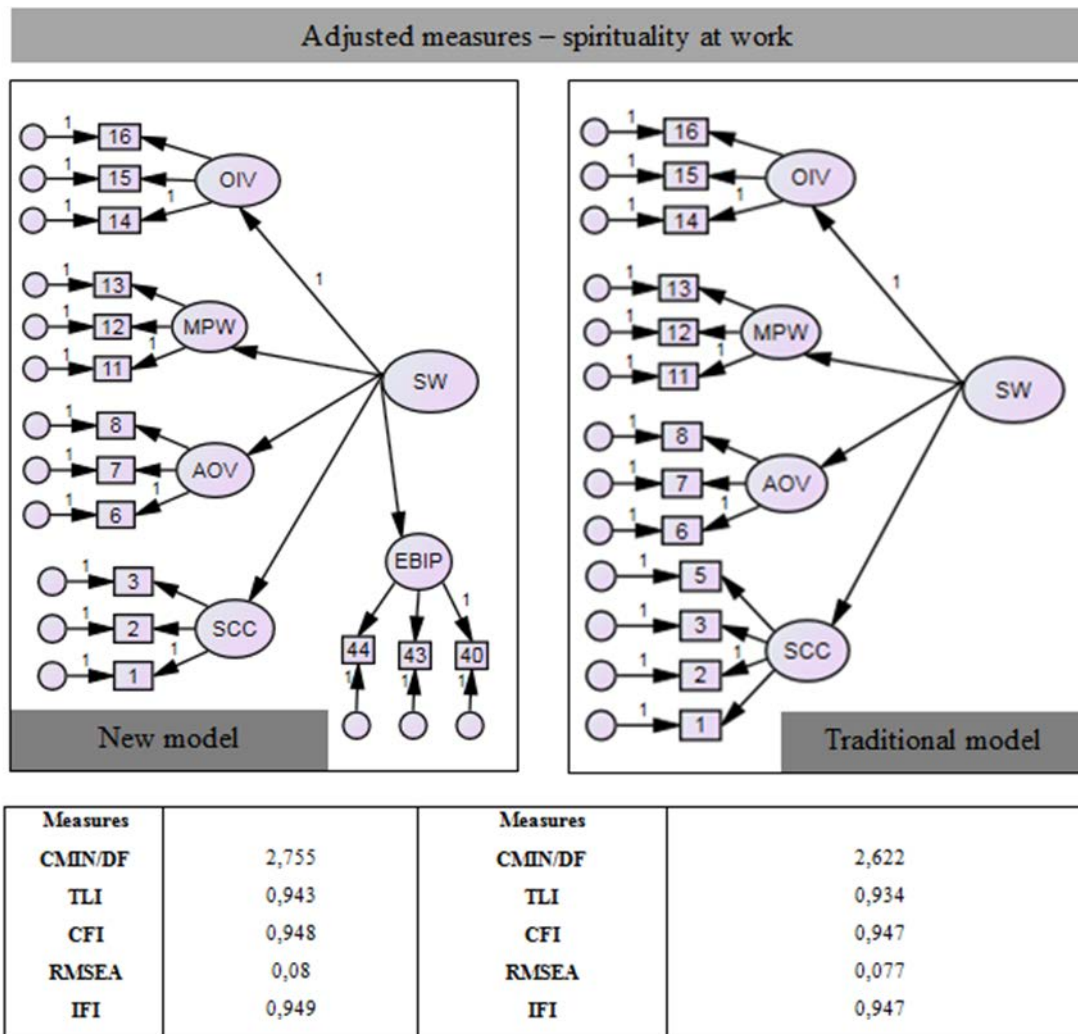 Adjusted measures – spirituality at work
1 16
1 15 OIV
1 14 1
1
1 13
1 12 MPW
1 11 1
SW
1 8
1 7 AOV
1 6 1
EBIP
1 3
1 2 SCC
1 1 1
1
44 43 40
1 1 1
New model
1 16
1 15 OIV
1 14 1
1
1 13
1 12 MPW
1 11 1
SW
1 8
1 7 AOV
1 6 1
1 5
1 3
1 2 1 SCC
1 1
Traditional model
Measures Measures
CMIN/DF 2,755 CMIN/DF 2,622
TLI 0,943 TLI 0,934
CFI 0,948 CFI 0,947
RMSEA 0,08 RMSEA 0,077
IFI 0,949 IFI 0,947